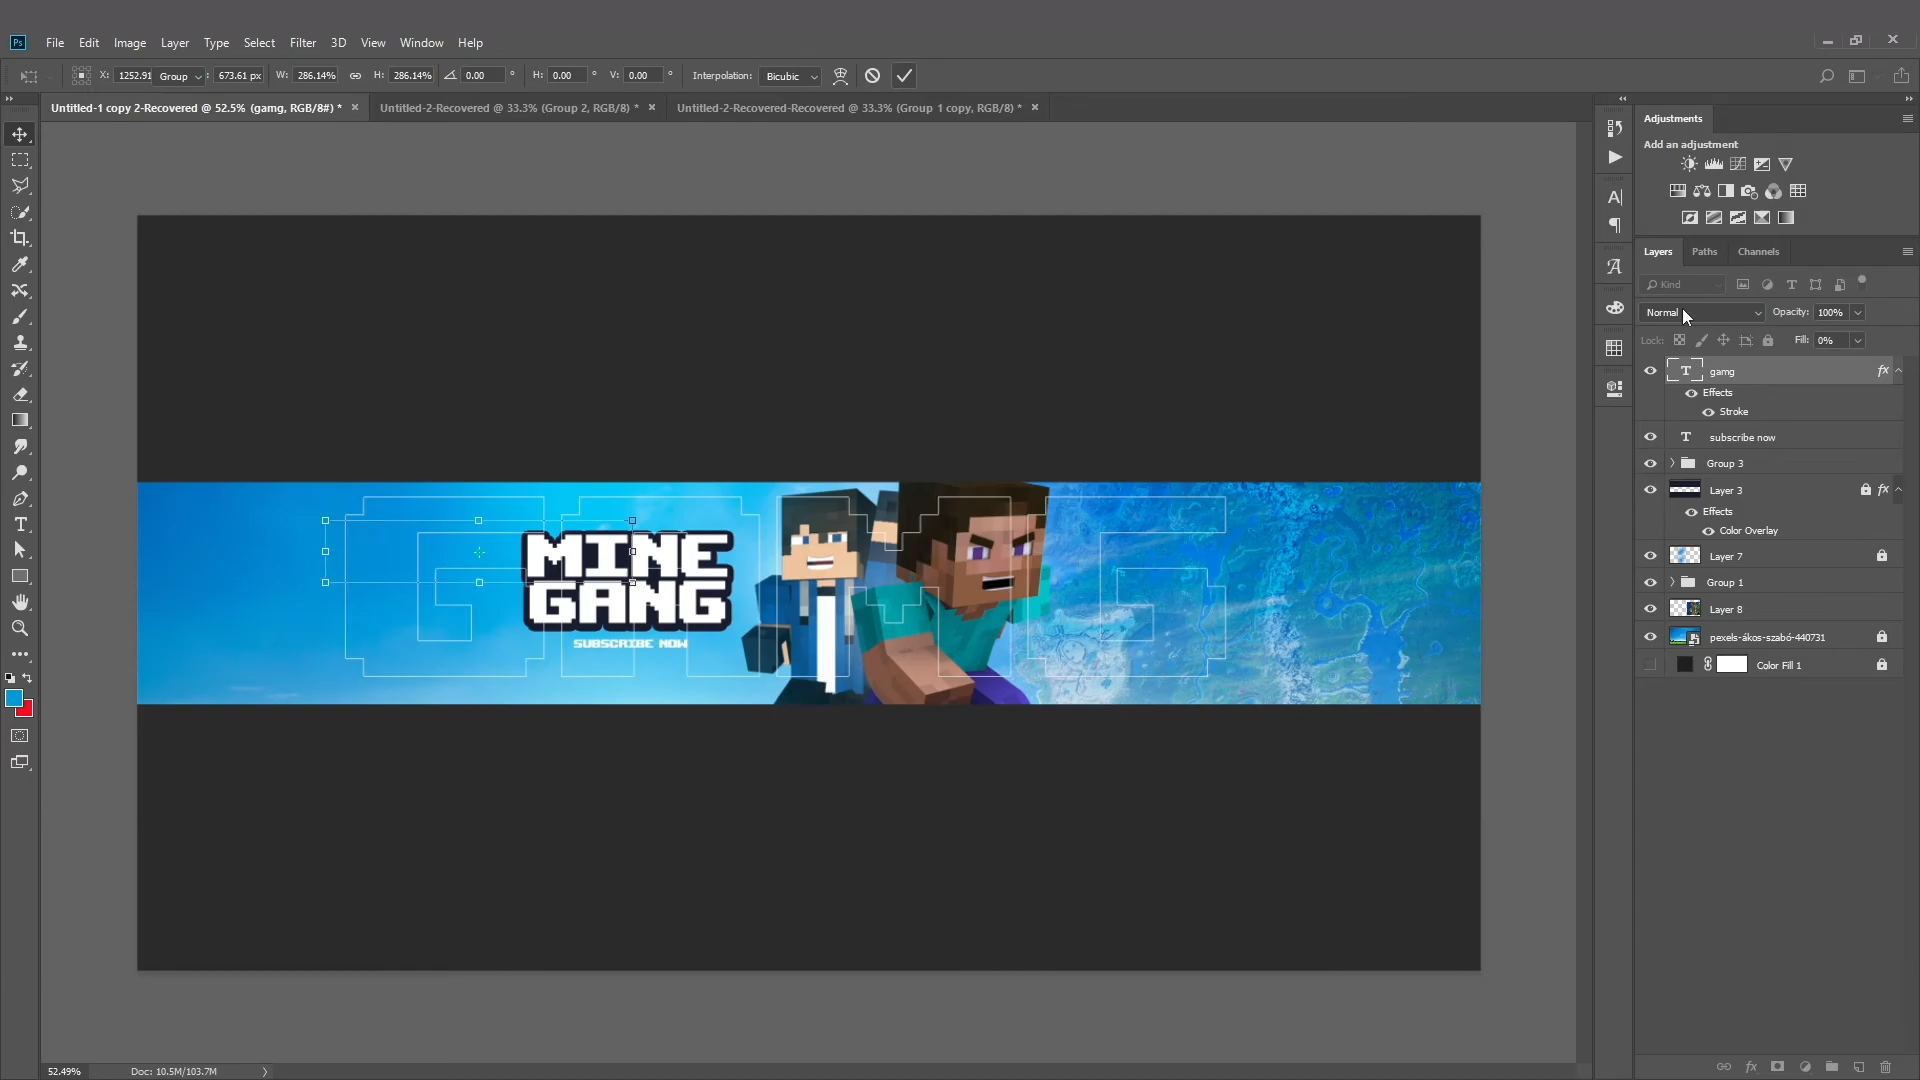 Ps File Edit Image Layer Type Select Filter 3D View Window Help
X: 1252.91 Group : 673.61 px W: 286.14% H: 286.14% 0.00 ° H: 0.00 ° V: 0.00 ° Interpolation: Bicubic
Untitled-1 copy 2-Recovered @ 52.5% (gamg, RGB/8#) * × Untitled-2-Recovered @ 33.3% (Group 2, RGB/8) * × Untitled-2-Recovered-Recovered @ 33.3% (Group 1 copy, RGB/8) * ×
Adjustments
Add an adjustment
Layers Paths Channels
Kind
Normal Opacity: 100%
Lock: Fill: 0%
T gamg fx
Effects
Stroke
T subscribe now
Group 3
Layer 3 fx
Effects
Color Overlay
Layer 7
Group 1
Layer 8
pexels-ákos-szabó-440731
Color Fill 1
MINE
GANG
SUBSCRIBE NOW
52.49% Doc: 10.5M/103.7M